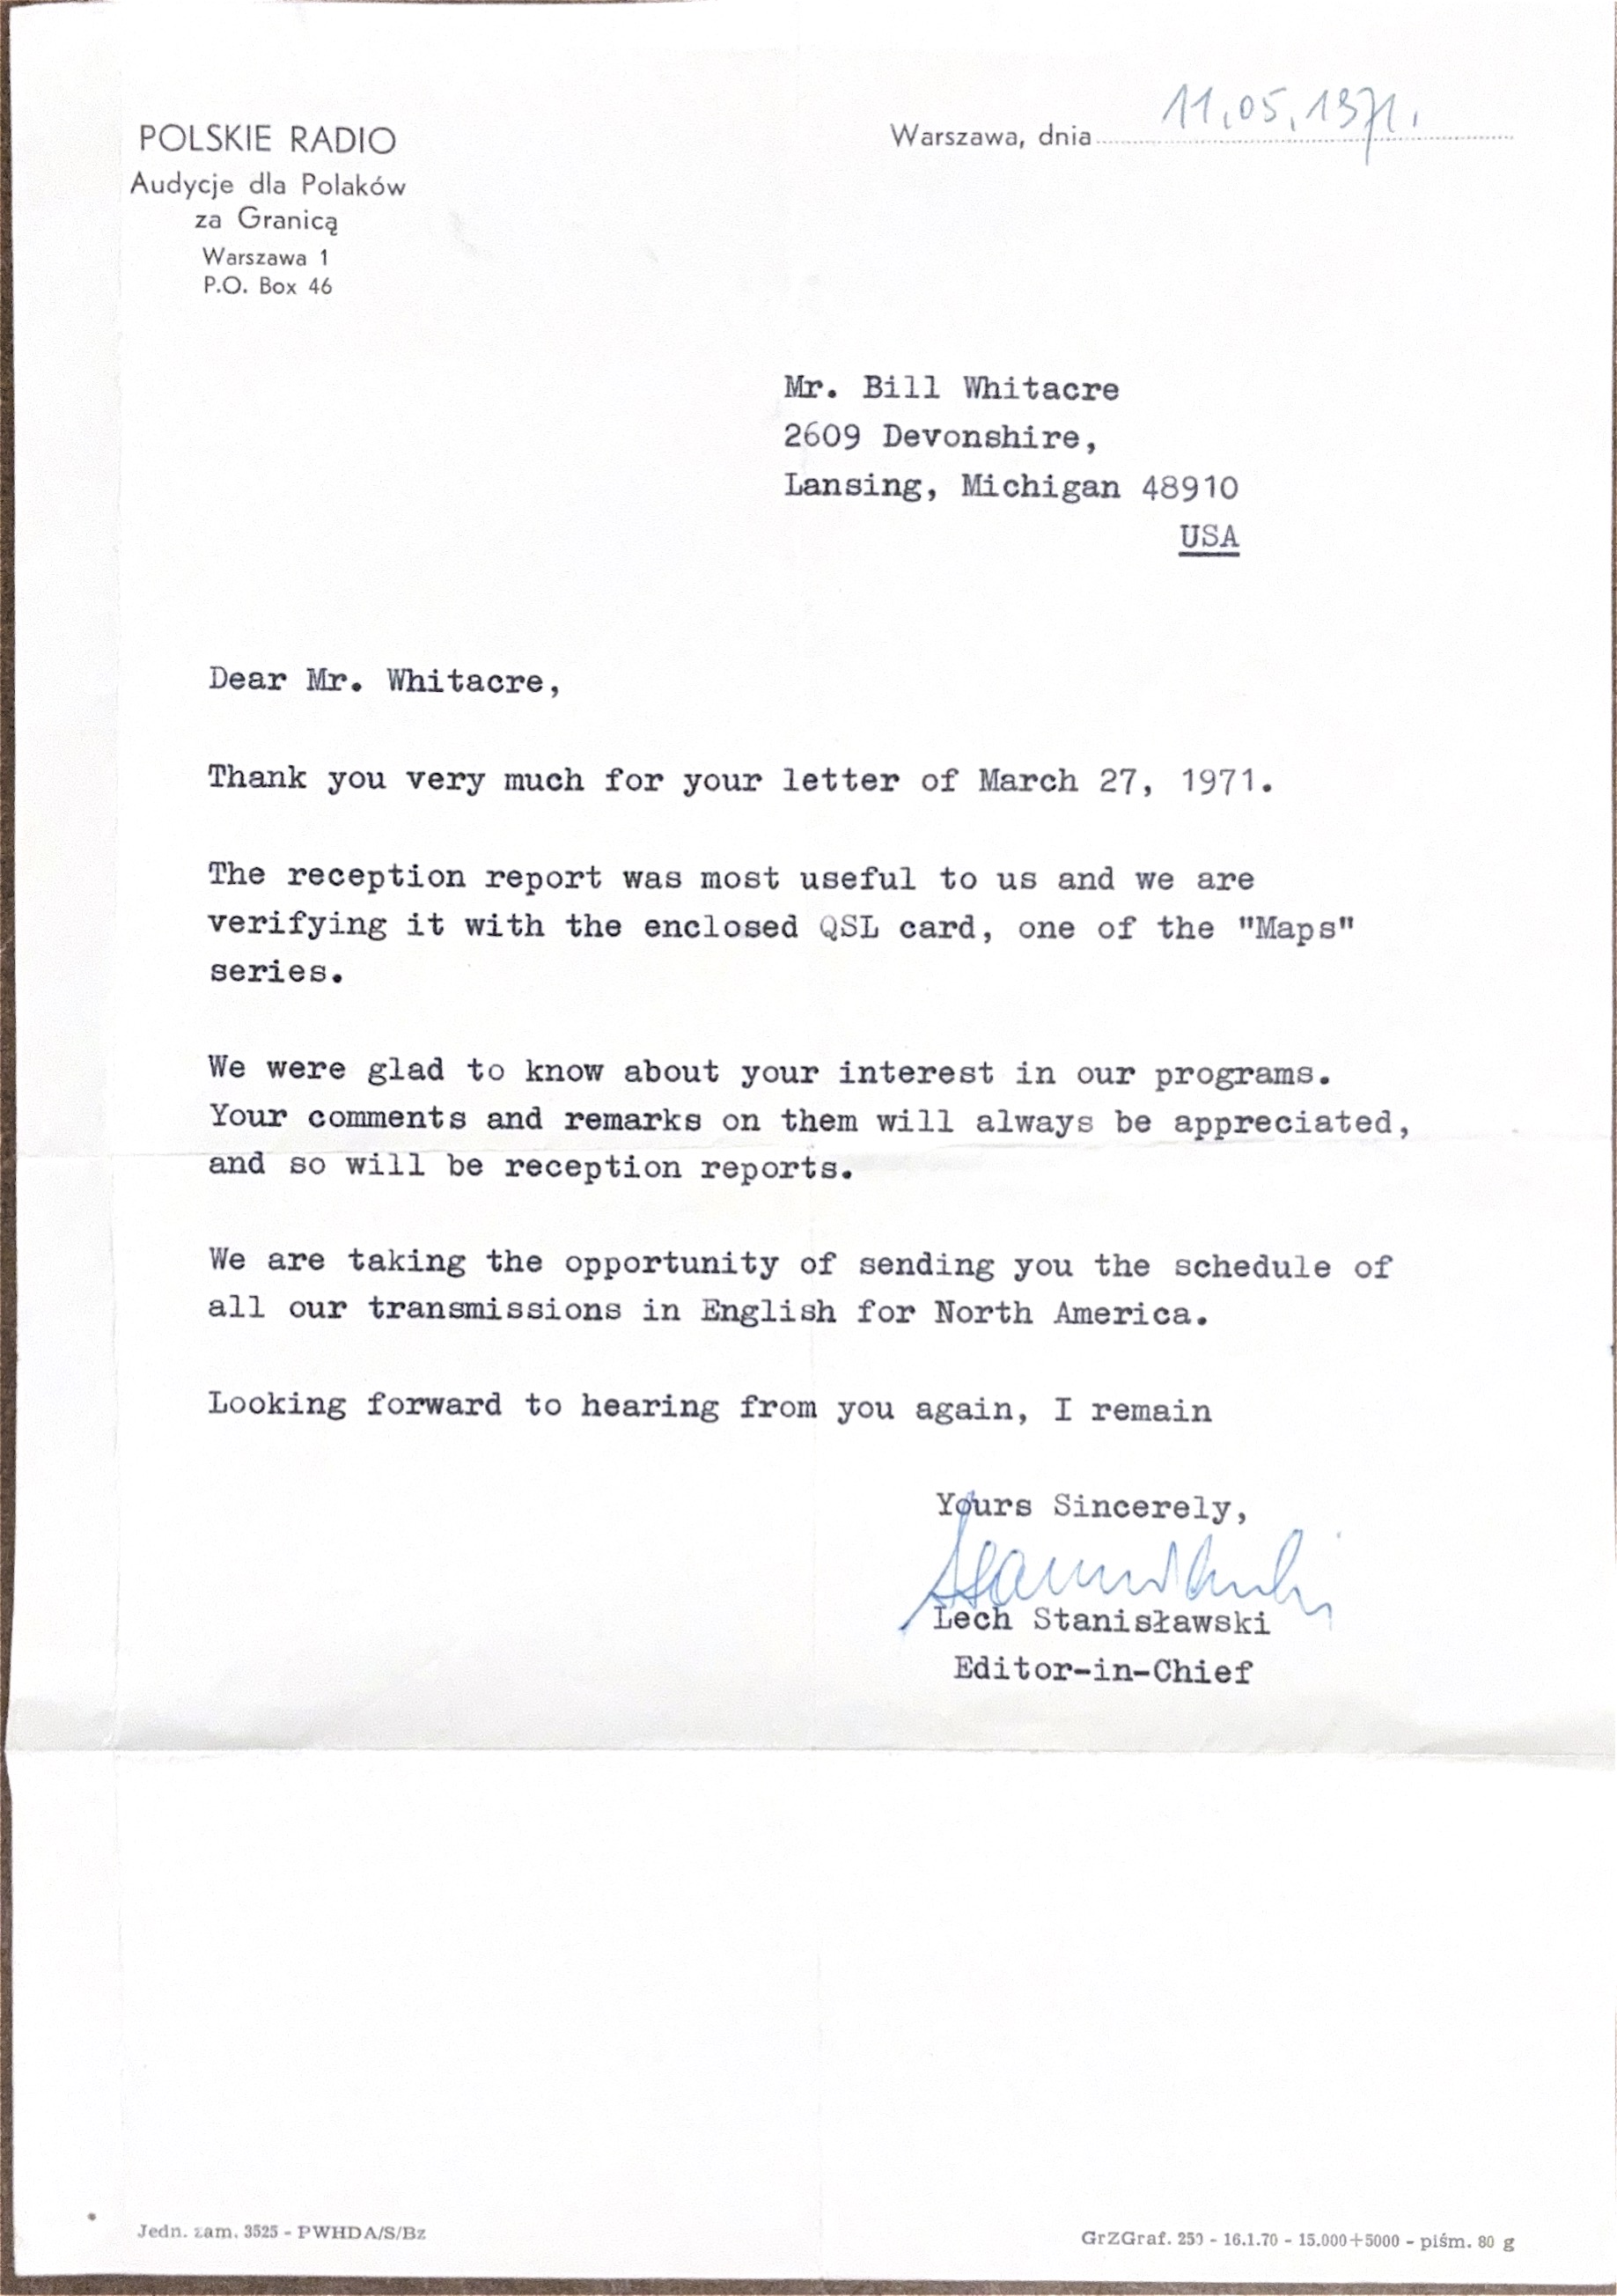 POLSKIE RADIO
Audycje dla Polaków
za Granicą
Warszawa 1
P.O. Box 46
Warszawa, dnia 11.05.1971.
Mr. Bill Whitacre
2609 Devonshire,
Lansing, Michigan 48910
USA
Dear Mr. Whitacre,
Thank you very much for your letter of March 27, 1971.
The reception report was most useful to us and we are
verifying it with the enclosed QSL card, one of the "Maps"
series.
We were glad to know about your interest in our programs.
Your comments and remarks on them will always be appreciated,
and so will be reception reports.
We are taking the opportunity of sending you the schedule of
all our transmissions in English for North America.
Looking forward to hearing from you again, I remain
Yours Sincerely,
Stanisławski
Lech Stanisławski
Editor-in-Chief
Jedn. zam. 3525 - PWHDA/S/Bz
GrZGraf. 250 - 16.1.70 - 15.000+5000 - piśm. 80 g